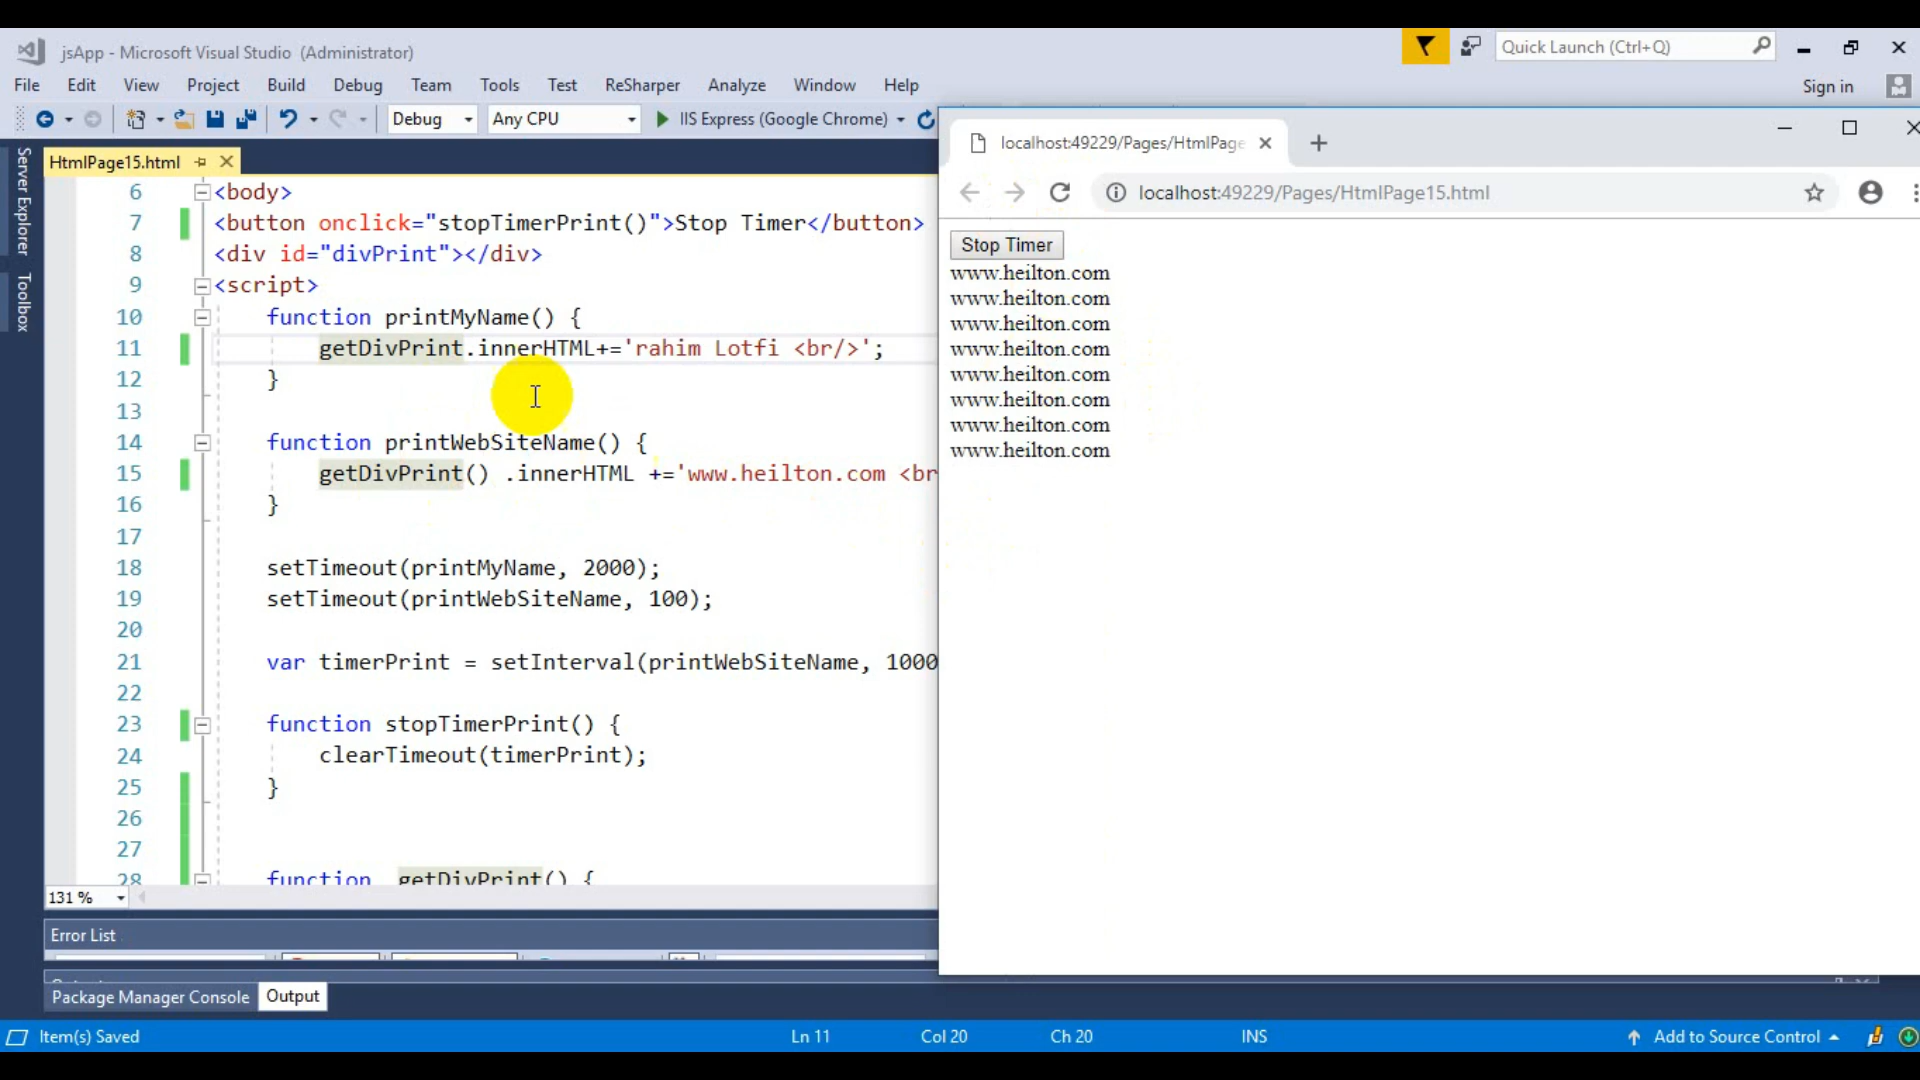 jsApp - Microsoft Visual Studio (Administrator)
Quick Launch (Ctrl+Q)
File Edit View Project Build Debug Team Tools Test ReSharper Analyze Window Help
Sign in
Debug Any CPU IIS Express (Google Chrome)
Server Explorer
Toolbox
HtmlPage15.html
6 <body>
7 <button onclick="stopTimerPrint()">Stop Timer</button>
8 <div id="divPrint"></div>
9 <script>
10 function printMyName() {
11 getDivPrint.innerHTML+='rahim Lotfi <br/>';
12 }
13
14 function printWebSiteName() {
15 getDivPrint() .innerHTML +='www.heilton.com <br
16 }
17
18 setTimeout(printMyName, 2000);
19 setTimeout(printWebSiteName, 100);
20
21 var timerPrint = setInterval(printWebSiteName, 1000
22
23 function stopTimerPrint() {
24 clearTimeout(timerPrint);
25 }
26
27
28 function getDivPrint() {
131 %
Error List
Package Manager Console Output
Item(s) Saved Ln 11 Col 20 Ch 20 INS Add to Source Control
localhost:49229/Pages/HtmlPage
localhost:49229/Pages/HtmlPage15.html
Stop Timer
www.heilton.com
www.heilton.com
www.heilton.com
www.heilton.com
www.heilton.com
www.heilton.com
www.heilton.com
www.heilton.com